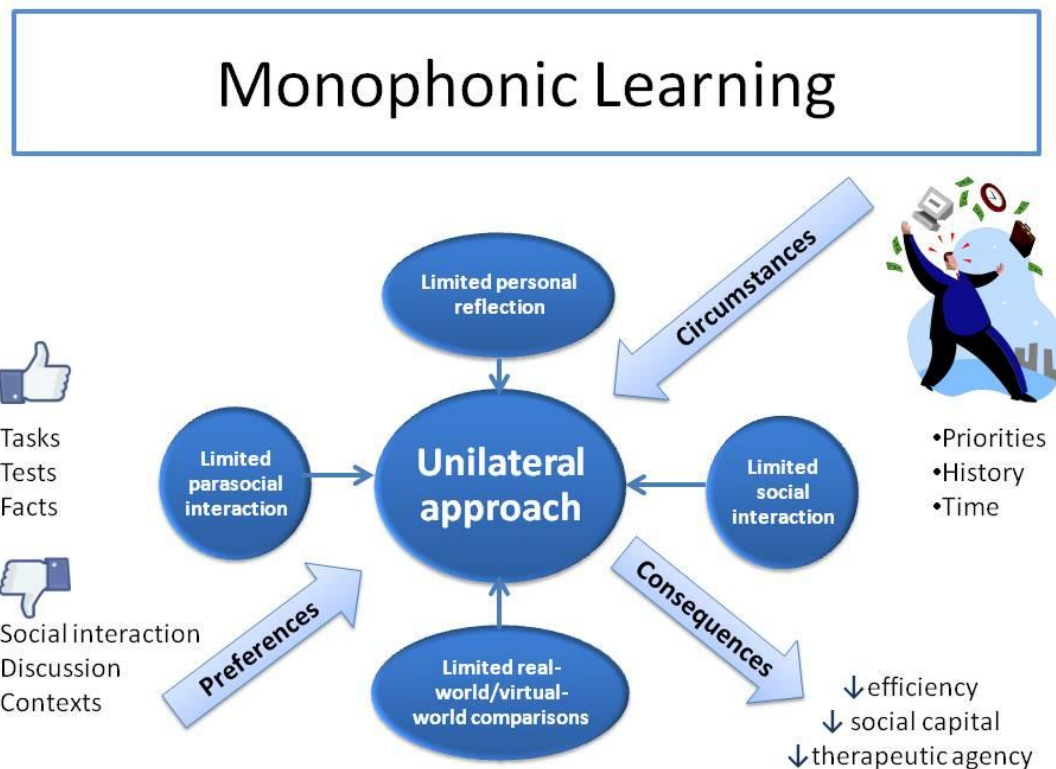 Monophonic Learning
Circumstances
Limited personal
reflection
Tasks
Tests
Facts
Limited
parasocial
interaction
Unilateral
approach
Limited
social
interaction
•Priorities
•History
•Time
Social interaction
Discussion
Contexts
Preferences
Limited real-
world/virtual-
world comparisons
Consequences
↓efficiency
↓ social capital
↓therapeutic agency